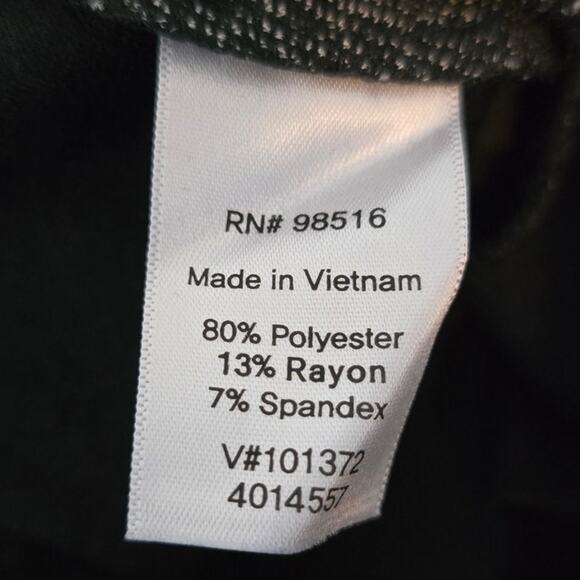 RN# 98516
Made in Vietnam
80% Polyester
13% Rayon
7% Spandex
V#101372
4014557